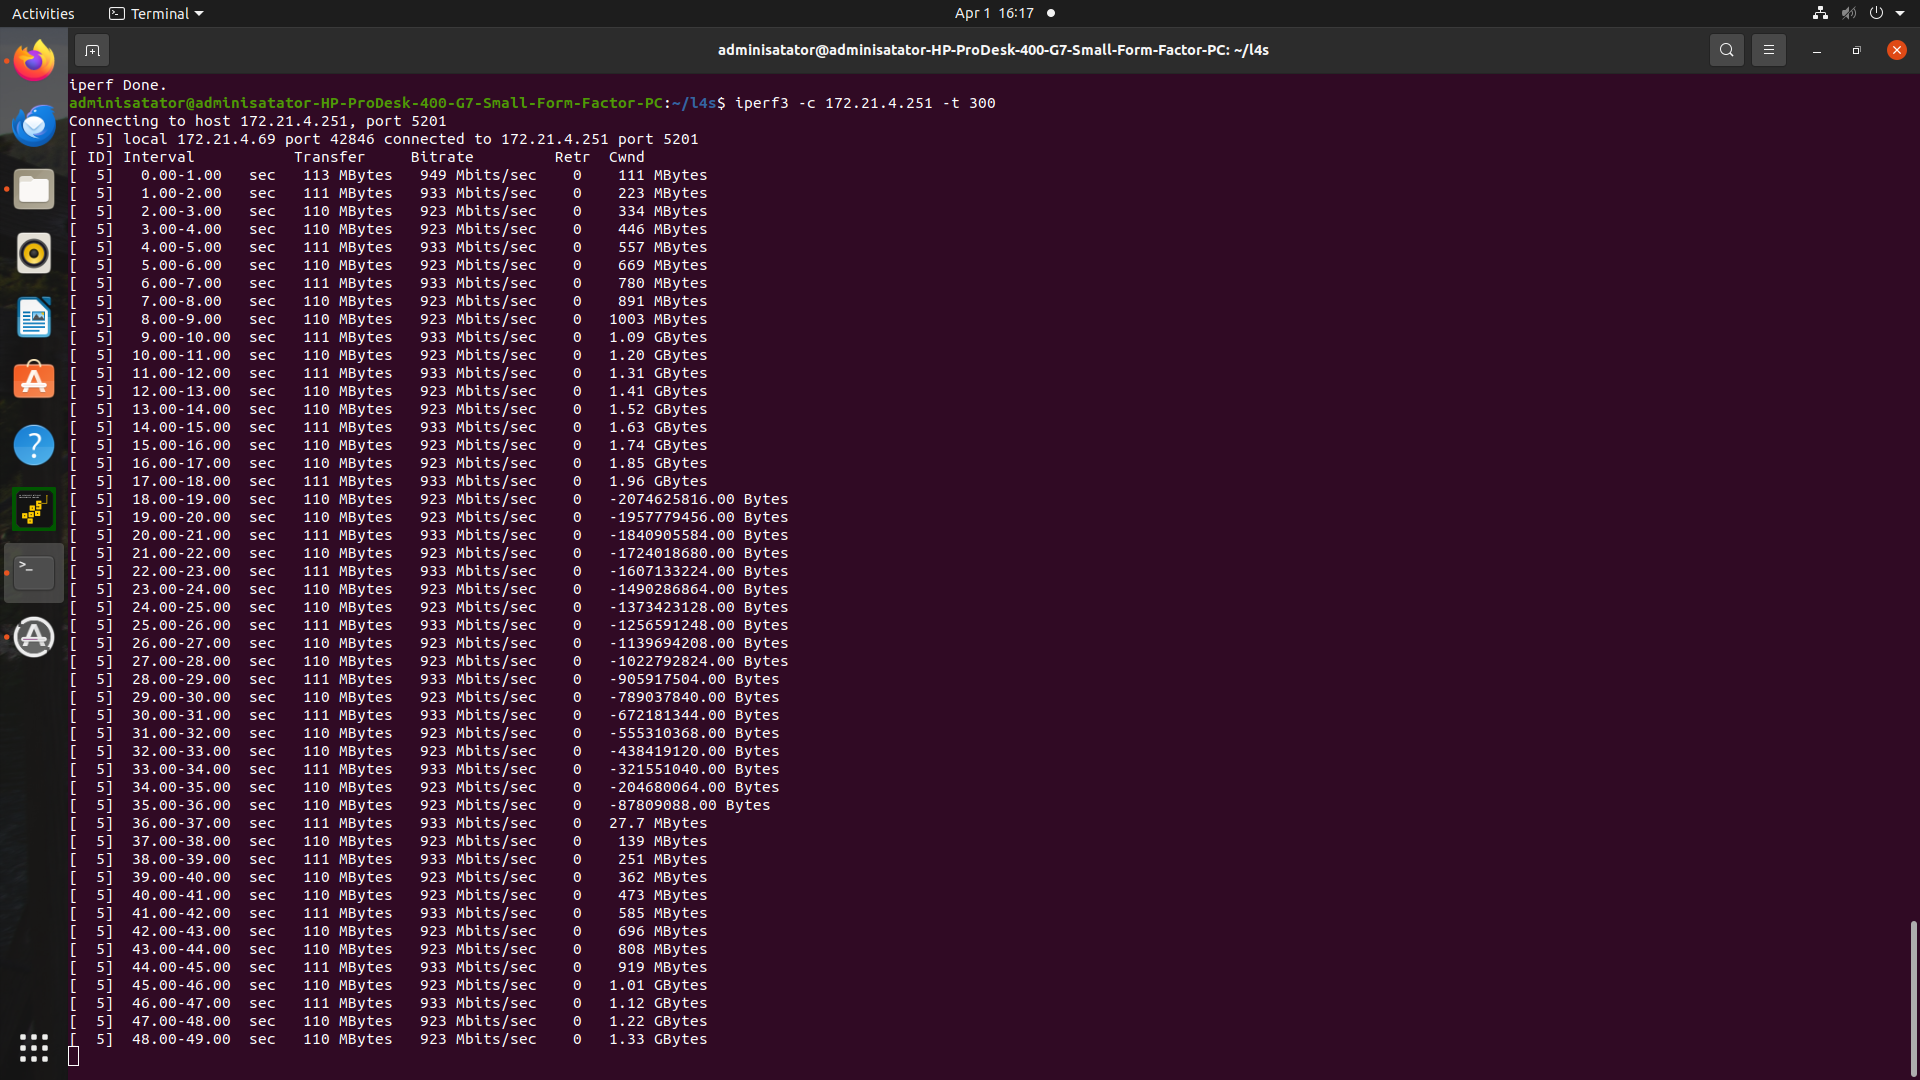 Activities
Terminal
Apr 1 16:17
adminisatator@adminisatator-HP-ProDesk-400-G7-Small-Form-Factor-PC: ~/l4s
iperf Done.
adminisatator@adminisatator-HP-ProDesk-400-G7-Small-Form-Factor-PC:~/l4s$ iperf3 -c 172.21.4.251 -t 300
Connecting to host 172.21.4.251, port 5201
[  5] local 172.21.4.69 port 42846 connected to 172.21.4.251 port 5201
[ ID] Interval           Transfer     Bitrate         Retr  Cwnd
[  5]   0.00-1.00   sec   113 MBytes   949 Mbits/sec    0    111 MBytes
[  5]   1.00-2.00   sec   111 MBytes   933 Mbits/sec    0    223 MBytes
[  5]   2.00-3.00   sec   110 MBytes   923 Mbits/sec    0    334 MBytes
[  5]   3.00-4.00   sec   110 MBytes   923 Mbits/sec    0    446 MBytes
[  5]   4.00-5.00   sec   111 MBytes   933 Mbits/sec    0    557 MBytes
[  5]   5.00-6.00   sec   110 MBytes   923 Mbits/sec    0    669 MBytes
[  5]   6.00-7.00   sec   111 MBytes   933 Mbits/sec    0    780 MBytes
[  5]   7.00-8.00   sec   110 MBytes   923 Mbits/sec    0    891 MBytes
[  5]   8.00-9.00   sec   110 MBytes   923 Mbits/sec    0   1003 MBytes
[  5]   9.00-10.00  sec   111 MBytes   933 Mbits/sec    0   1.09 GBytes
[  5]  10.00-11.00  sec   110 MBytes   923 Mbits/sec    0   1.20 GBytes
[  5]  11.00-12.00  sec   111 MBytes   933 Mbits/sec    0   1.31 GBytes
[  5]  12.00-13.00  sec   110 MBytes   923 Mbits/sec    0   1.41 GBytes
[  5]  13.00-14.00  sec   110 MBytes   923 Mbits/sec    0   1.52 GBytes
[  5]  14.00-15.00  sec   111 MBytes   933 Mbits/sec    0   1.63 GBytes
[  5]  15.00-16.00  sec   110 MBytes   923 Mbits/sec    0   1.74 GBytes
[  5]  16.00-17.00  sec   110 MBytes   923 Mbits/sec    0   1.85 GBytes
[  5]  17.00-18.00  sec   111 MBytes   933 Mbits/sec    0   1.96 GBytes
[  5]  18.00-19.00  sec   110 MBytes   923 Mbits/sec    0   -2074625816.00 Bytes
[  5]  19.00-20.00  sec   110 MBytes   923 Mbits/sec    0   -1957779456.00 Bytes
[  5]  20.00-21.00  sec   111 MBytes   933 Mbits/sec    0   -1840905584.00 Bytes
[  5]  21.00-22.00  sec   110 MBytes   923 Mbits/sec    0   -1724018680.00 Bytes
[  5]  22.00-23.00  sec   111 MBytes   933 Mbits/sec    0   -1607133224.00 Bytes
[  5]  23.00-24.00  sec   110 MBytes   923 Mbits/sec    0   -1490286864.00 Bytes
[  5]  24.00-25.00  sec   110 MBytes   923 Mbits/sec    0   -1373423128.00 Bytes
[  5]  25.00-26.00  sec   111 MBytes   933 Mbits/sec    0   -1256591248.00 Bytes
[  5]  26.00-27.00  sec   110 MBytes   923 Mbits/sec    0   -1139694208.00 Bytes
[  5]  27.00-28.00  sec   110 MBytes   923 Mbits/sec    0   -1022792824.00 Bytes
[  5]  28.00-29.00  sec   111 MBytes   933 Mbits/sec    0   -905917504.00 Bytes
[  5]  29.00-30.00  sec   110 MBytes   923 Mbits/sec    0   -789037840.00 Bytes
[  5]  30.00-31.00  sec   111 MBytes   933 Mbits/sec    0   -672181344.00 Bytes
[  5]  31.00-32.00  sec   110 MBytes   923 Mbits/sec    0   -555310368.00 Bytes
[  5]  32.00-33.00  sec   110 MBytes   923 Mbits/sec    0   -438419120.00 Bytes
[  5]  33.00-34.00  sec   111 MBytes   933 Mbits/sec    0   -321551040.00 Bytes
[  5]  34.00-35.00  sec   110 MBytes   923 Mbits/sec    0   -204680064.00 Bytes
[  5]  35.00-36.00  sec   110 MBytes   923 Mbits/sec    0   -87809088.00 Bytes
[  5]  36.00-37.00  sec   111 MBytes   933 Mbits/sec    0   27.7 MBytes
[  5]  37.00-38.00  sec   110 MBytes   923 Mbits/sec    0    139 MBytes
[  5]  38.00-39.00  sec   111 MBytes   933 Mbits/sec    0    251 MBytes
[  5]  39.00-40.00  sec   110 MBytes   923 Mbits/sec    0    362 MBytes
[  5]  40.00-41.00  sec   110 MBytes   923 Mbits/sec    0    473 MBytes
[  5]  41.00-42.00  sec   111 MBytes   933 Mbits/sec    0    585 MBytes
[  5]  42.00-43.00  sec   110 MBytes   923 Mbits/sec    0    696 MBytes
[  5]  43.00-44.00  sec   110 MBytes   923 Mbits/sec    0    808 MBytes
[  5]  44.00-45.00  sec   111 MBytes   933 Mbits/sec    0    919 MBytes
[  5]  45.00-46.00  sec   110 MBytes   923 Mbits/sec    0   1.01 GBytes
[  5]  46.00-47.00  sec   111 MBytes   933 Mbits/sec    0   1.12 GBytes
[  5]  47.00-48.00  sec   110 MBytes   923 Mbits/sec    0   1.22 GBytes
[  5]  48.00-49.00  sec   110 MBytes   923 Mbits/sec    0   1.33 GBytes